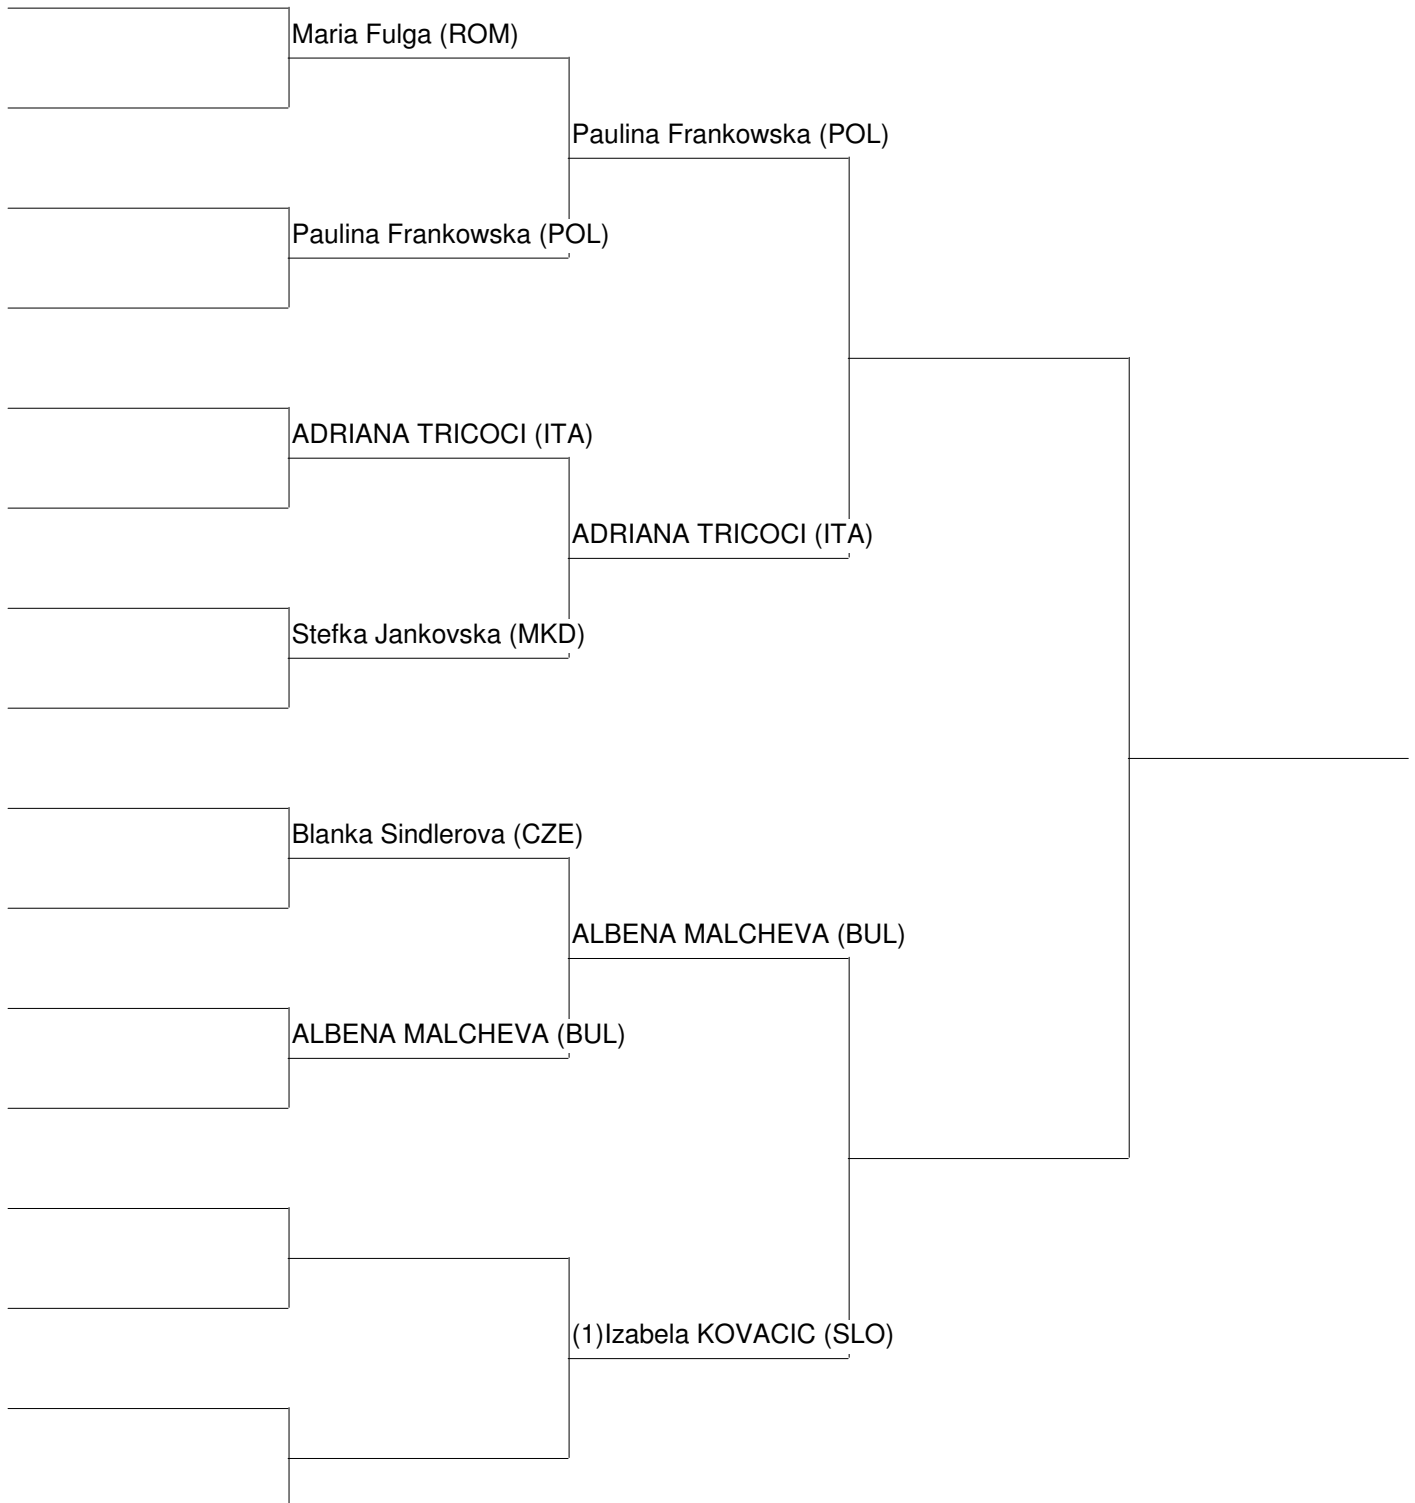 Maria Fulga (ROM)
Paulina Frankowska (POL)
Paulina Frankowska (POL)
ADRIANA TRICOCI (ITA)
ADRIANA TRICOCI (ITA)
Stefka Jankovska (MKD)
Blanka Sindlerova (CZE)
ALBENA MALCHEVA (BUL)
ALBENA MALCHEVA (BUL)
(1)Izabela KOVACIC (SLO)